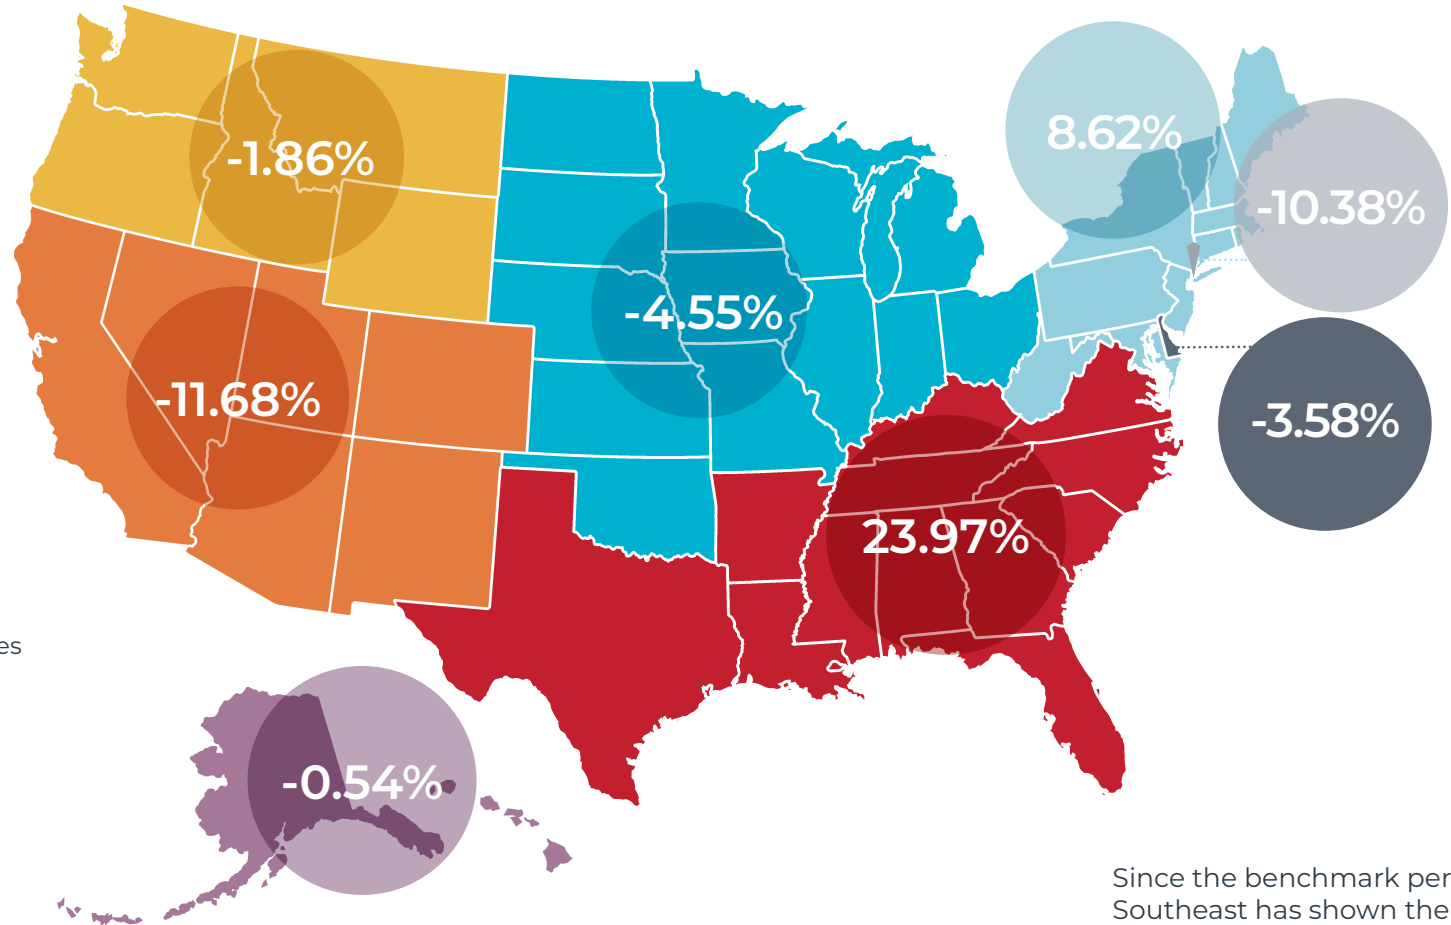 8.62%
-1.86%
-10.38%
-4.55%
-11.68%
-3.58%
23.97%
es
-0.54%
Since the benchmark per
Southeast has shown the